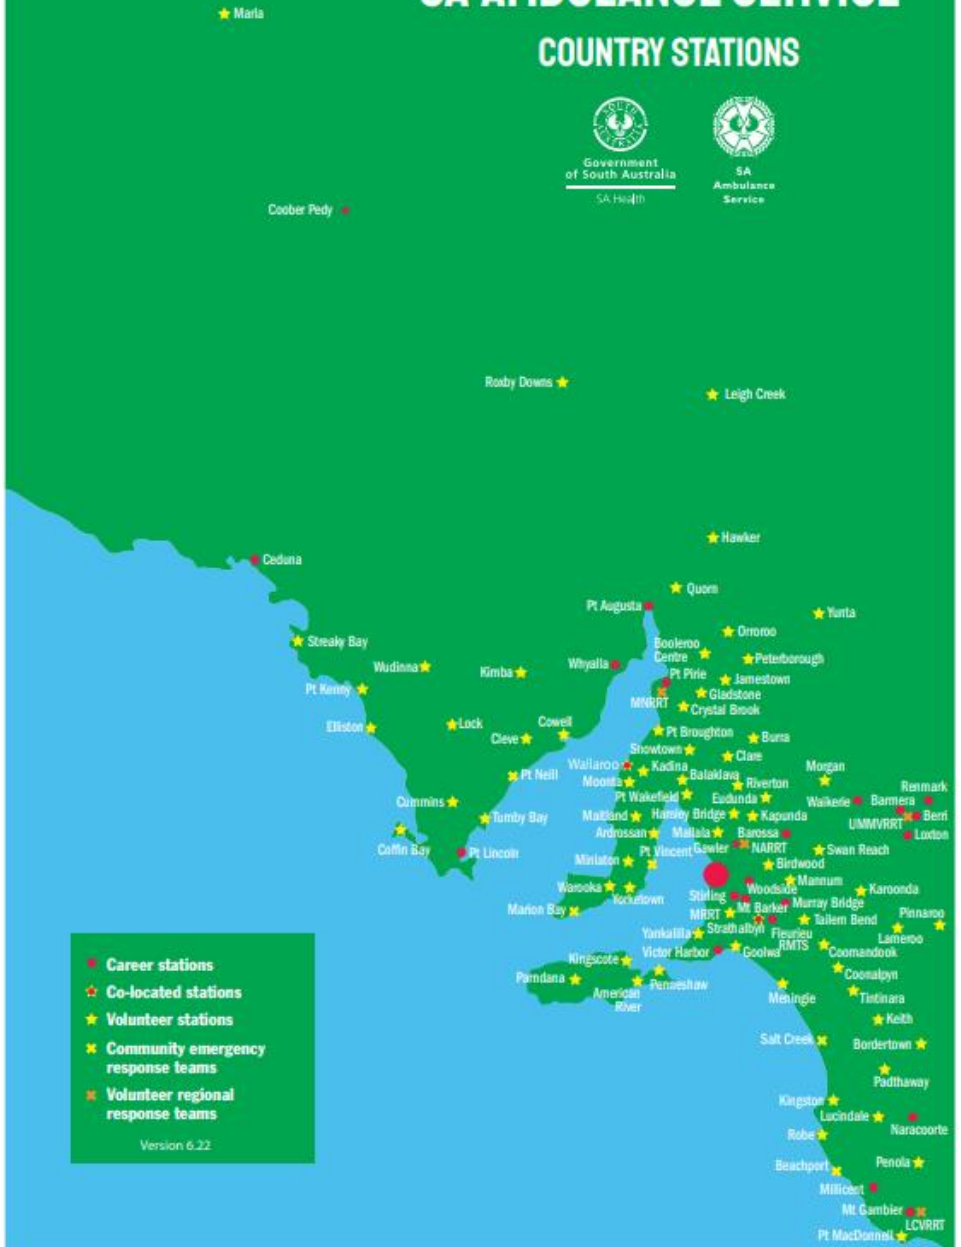 SA AMBULANCE SERVICE
COUNTRY STATIONS
Government
of South Australia
SA Health
SA
Ambulance
Service
Marla
Coober Pedy
Roxby Downs
Leigh Creek
Hawker
Ceduna
Quorn
Pt Augusta
Yunta
Orroroo
Streaky Bay
Booleroo
Centre
Peterborough
Wudinna
Kimba
Whyalla
Pt Pirie
Jamestown
Pt Kenny
Gladstone
MNRRT
Crystal Brook
Elliston
Lock
Cowell
Cleve
Pt Broughton
Burra
Snowtown
Clare
Wallaroo
Kadina
Morgan
Pt Neill
Moonta
Balaklava
Riverton
Renmark
Cummins
Pt Wakefield
Eudunda
Waikerie
Barmera
Tumby Bay
Maitland
Hamley Bridge
Kapunda
Berri
UMMVRRT
Ardrossan
Mallala
Barossa
Loxton
Coffin Bay
Pt Lincoln
Pt Vincent
Gawler
NARRT
Swan Reach
Minlaton
Birdwood
Mannum
Warooka
Yorketown
Stirling
Woodside
Karoonda
Marion Bay
Mt Barker
Murray Bridge
MRRT
Tailem Bend
Pinnaroo
Yankalilla
Strathalbyn
Fleurieu
RMTS
Lameroo
Victor Harbor
Goolwa
Coomandook
Kingscote
Coonalpyn
Parndana
Penneshaw
American
River
Meningie
Tintinara
Keith
Salt Creek
Bordertown
Padthaway
Kingston
Lucindale
Naracoorte
Robe
Beachport
Penola
Millicent
Mt Gambier
LCVRRT
Pt MacDonnell
Career stations
Co-located stations
Volunteer stations
Community emergency
response teams
Volunteer regional
response teams
Version 6.22